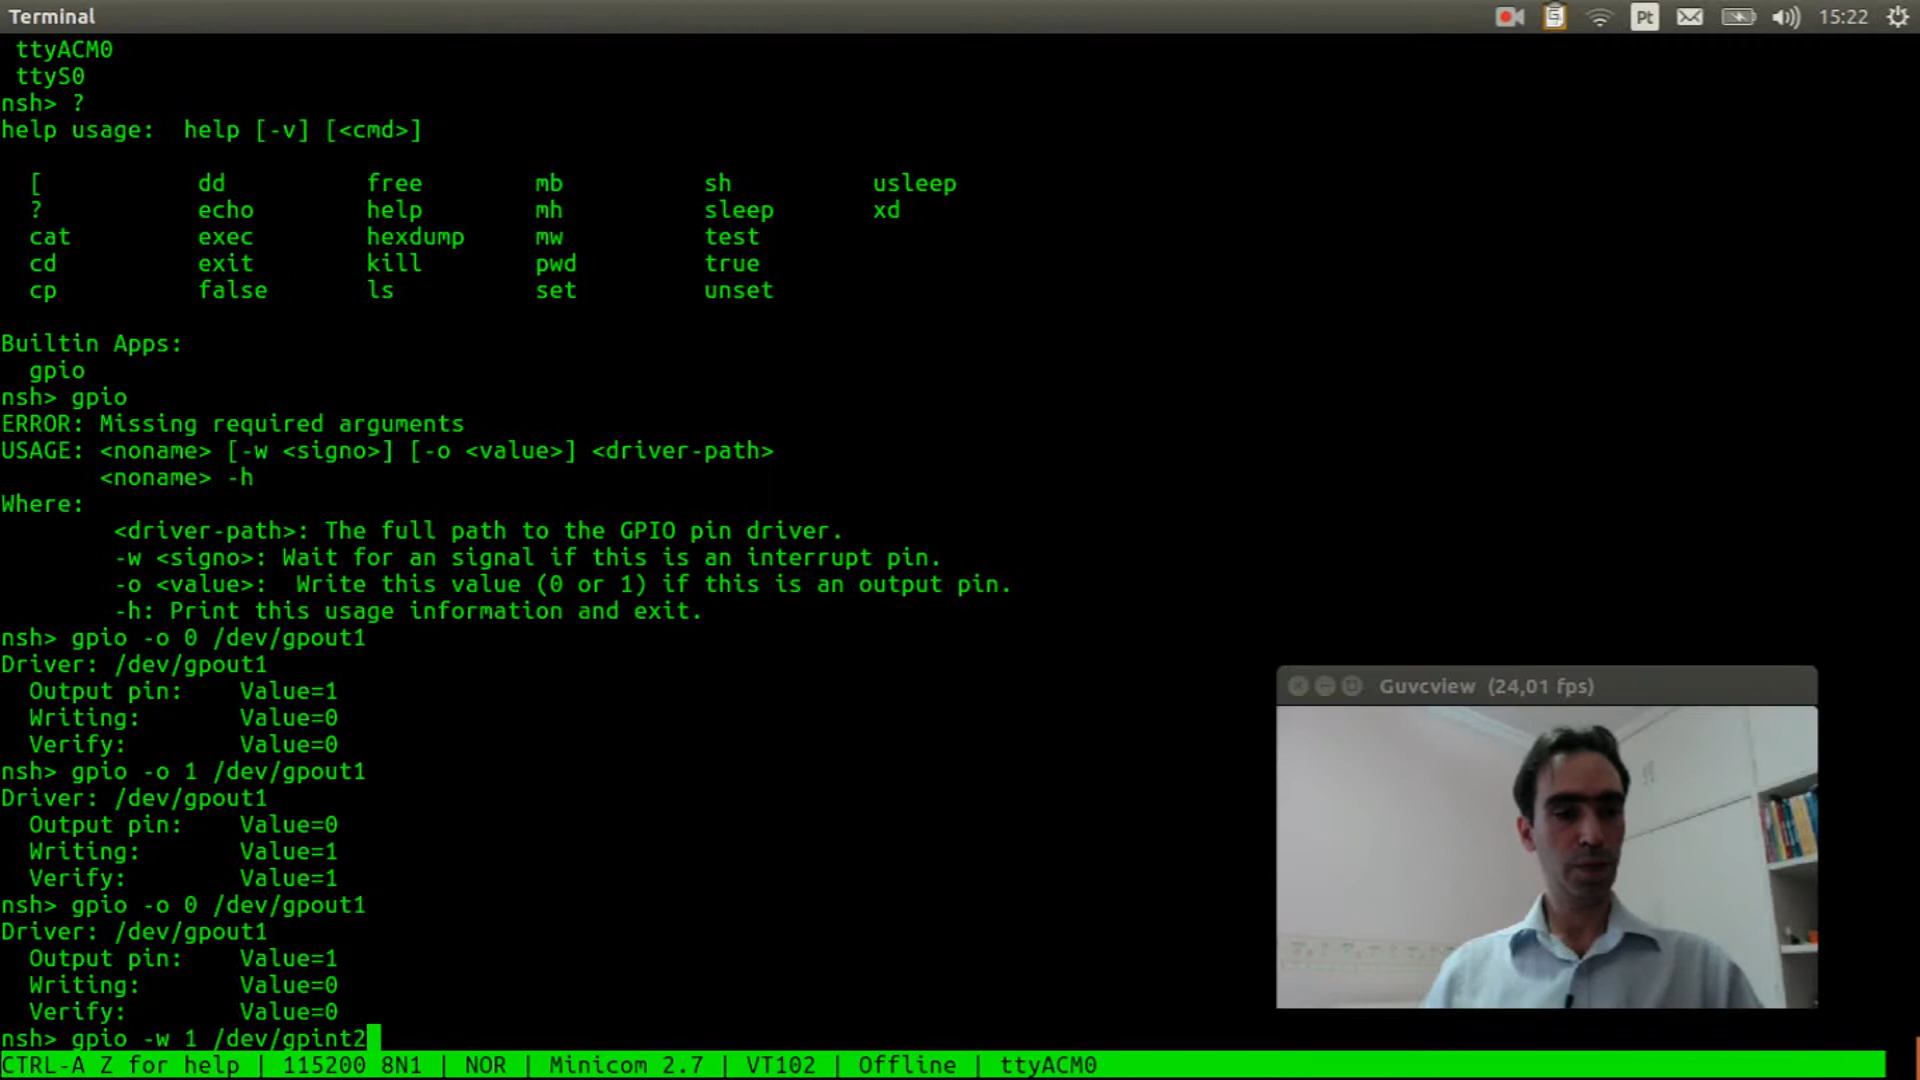 Terminal
Pt
15:22
ttyACM0
ttyS0
nsh> ?
help usage:  help [-v] [<cmd>]
[ dd free mb sh usleep
? echo help mh sleep xd
cat exec hexdump mw test
cd exit kill pwd true
cp false ls set unset
Builtin Apps:
gpio
nsh> gpio
ERROR: Missing required arguments
USAGE: <noname> [-w <signo>] [-o <value>] <driver-path>
<noname> -h
Where:
<driver-path>: The full path to the GPIO pin driver.
-w <signo>: Wait for an signal if this is an interrupt pin.
-o <value>:  Write this value (0 or 1) if this is an output pin.
-h: Print this usage information and exit.
nsh> gpio -o 0 /dev/gpout1
Driver: /dev/gpout1
Output pin: Value=1
Writing: Value=0
Verify: Value=0
nsh> gpio -o 1 /dev/gpout1
Driver: /dev/gpout1
Output pin: Value=0
Writing: Value=1
Verify: Value=1
nsh> gpio -o 0 /dev/gpout1
Driver: /dev/gpout1
Output pin: Value=1
Writing: Value=0
Verify: Value=0
nsh> gpio -w 1 /dev/gpint2
CTRL-A Z for help | 115200 8N1 | NOR | Minicom 2.7 | VT102 | Offline | ttyACM0
Guvcview (24,01 fps)